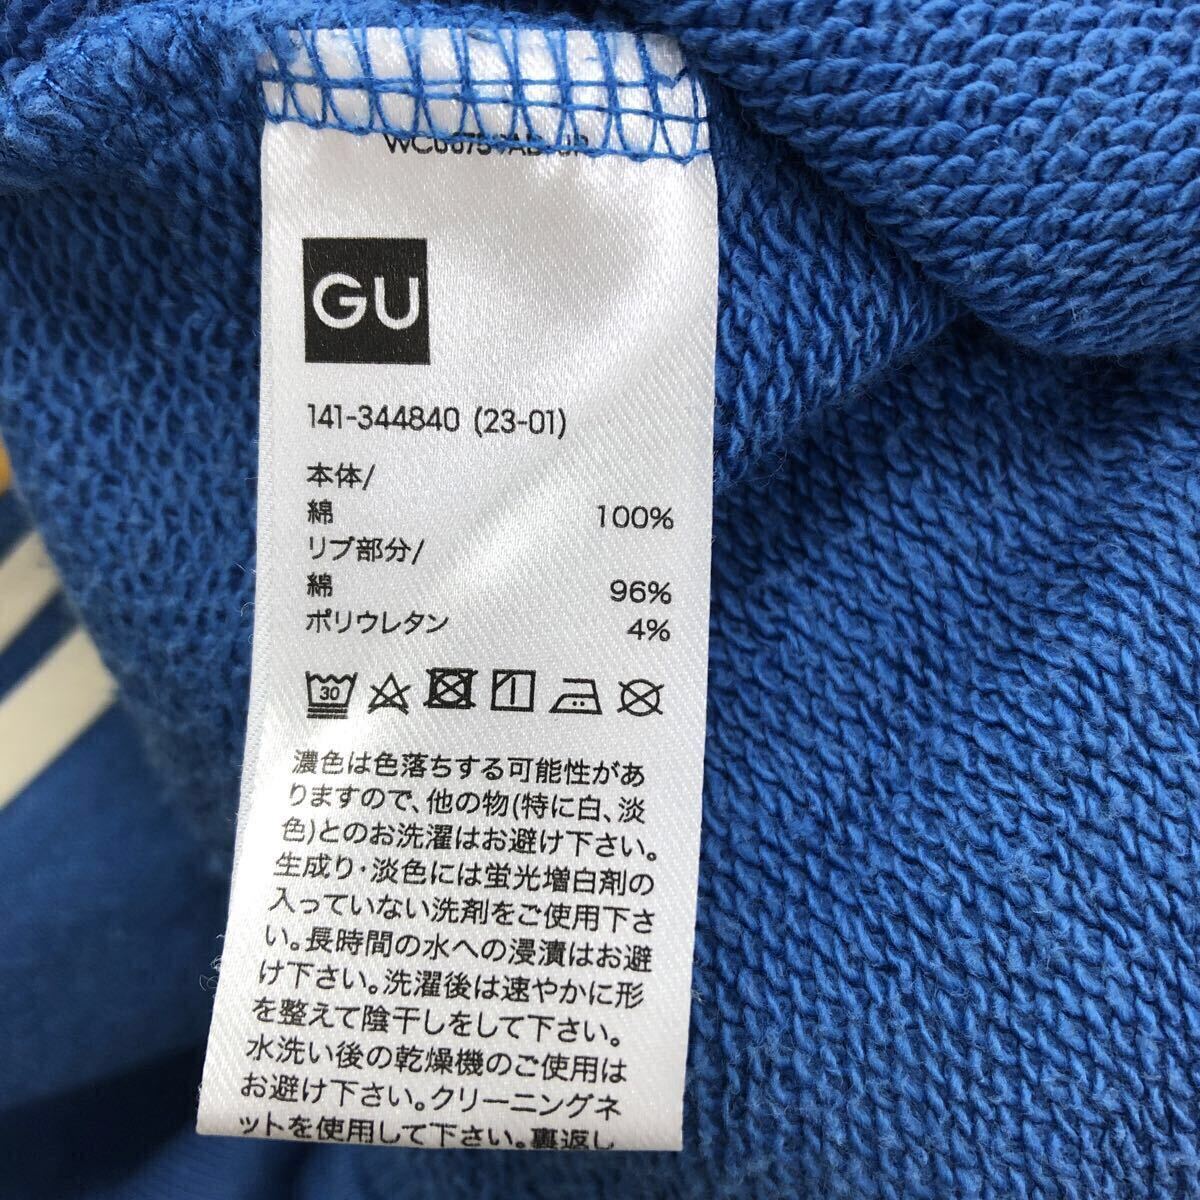 GU
141-344840 (23-01)
本体/
綿 100%
リブ部分/
綿 96%
ポリウレタン 4%
30
濃色は色落ちする可能性があ
りますので、他の物(特に白、淡
色)とのお洗濯はお避け下さい。
生成り・淡色には蛍光増白剤の
入っていない洗剤をご使用下さ
い。長時間の水への浸漬はお避
け下さい。洗濯後は速やかに形
を整えて陰干しをして下さい。
水洗い後の乾燥機のご使用は
お避け下さい。クリーニングネ
ットを使用して下さい。裏返し